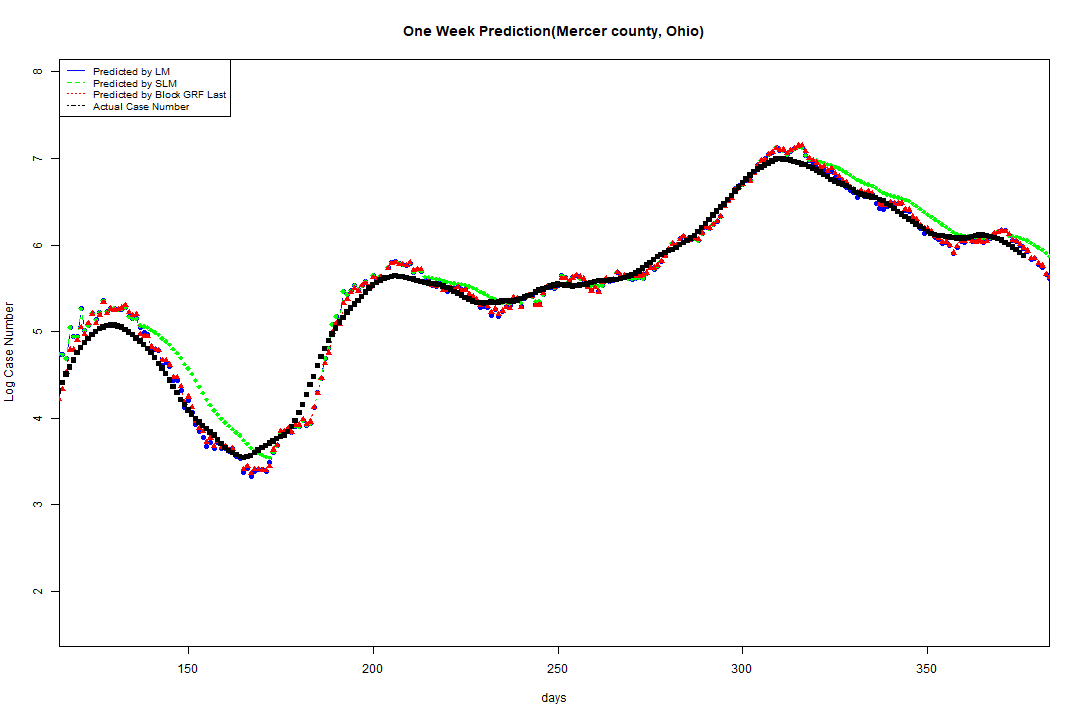 One Week Prediction(Mercer county, Ohio)
Predicted by LM
Predicted by SLM
Predicted by Block GRF Last
Actual Case Number
8
7
6
5
4
3
2
Log Case Number
150 200 250 300 350
days